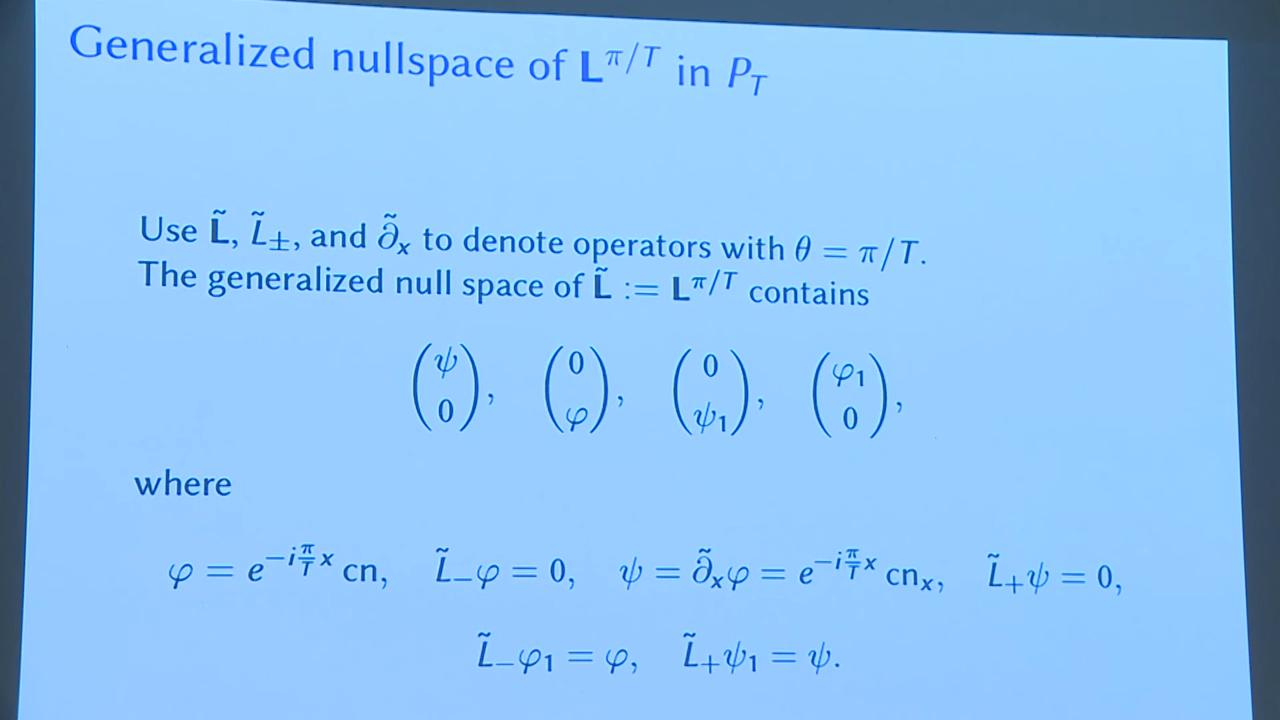 Generalized nullspace of L^{π/T} in P_T
Use L̃, L̃_±, and ∂̃_x to denote operators with θ = π/T.
The generalized null space of L̃ := L^{π/T} contains
(ψ 0), (0 φ), (0 ψ_1), (φ_1 0),
where
φ = e^{-i π/T x} cn, L̃_−φ = 0, ψ = ∂̃_xφ = e^{-i π/T x} cn_x, L̃_+ψ = 0,
L̃_−φ_1 = φ, L̃_+ψ_1 = ψ.